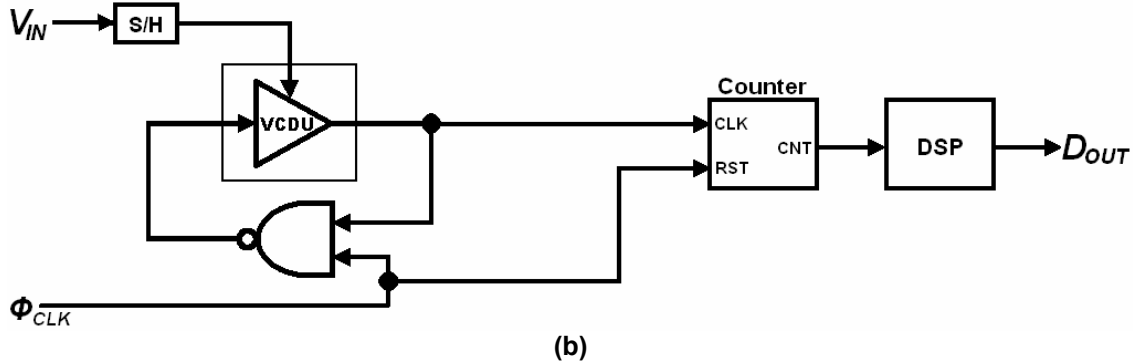 V_IN
S/H
VCDU
Counter
CLK
CNT
RST
DSP
D_OUT
Φ_CLK
(b)